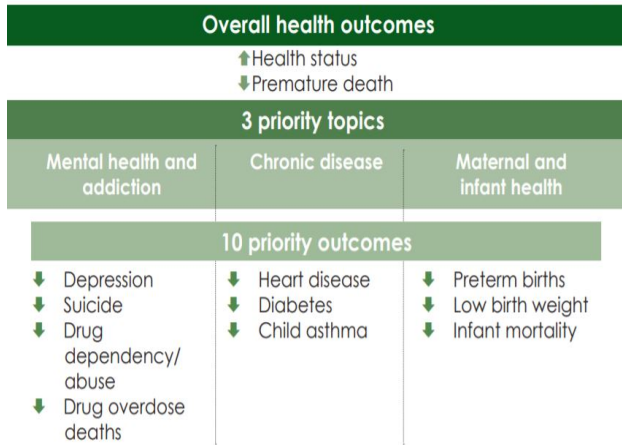 Overall health outcomes
Health status
Premature death
3 priority topics
Mental health and
addiction
Chronic disease
Maternal and
infant health
10 priority outcomes
Depression
Suicide
Drug
dependency/
abuse
Drug overdose
deaths
Heart disease
Diabetes
Child asthma
Preterm births
Low birth weight
Infant mortality